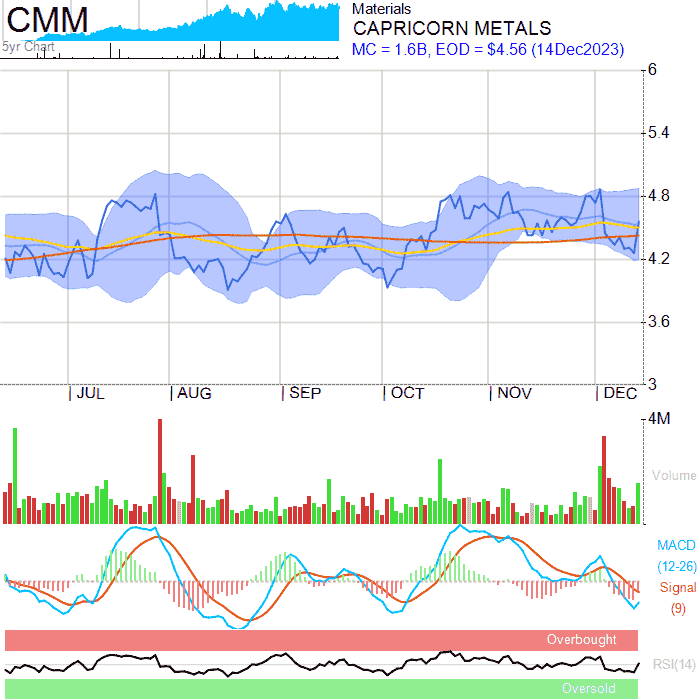 CMM
5yr Chart
Materials
CAPRICORN METALS
MC = 1.6B, EOD = $4.56 (14Dec2023)
6
5.4
4.8
4.2
3.6
3
JUL AUG SEP OCT NOV DEC
4M
Volume
MACD
(12-26)
Signal
(9)
Overbought
RSI(14)
Oversold